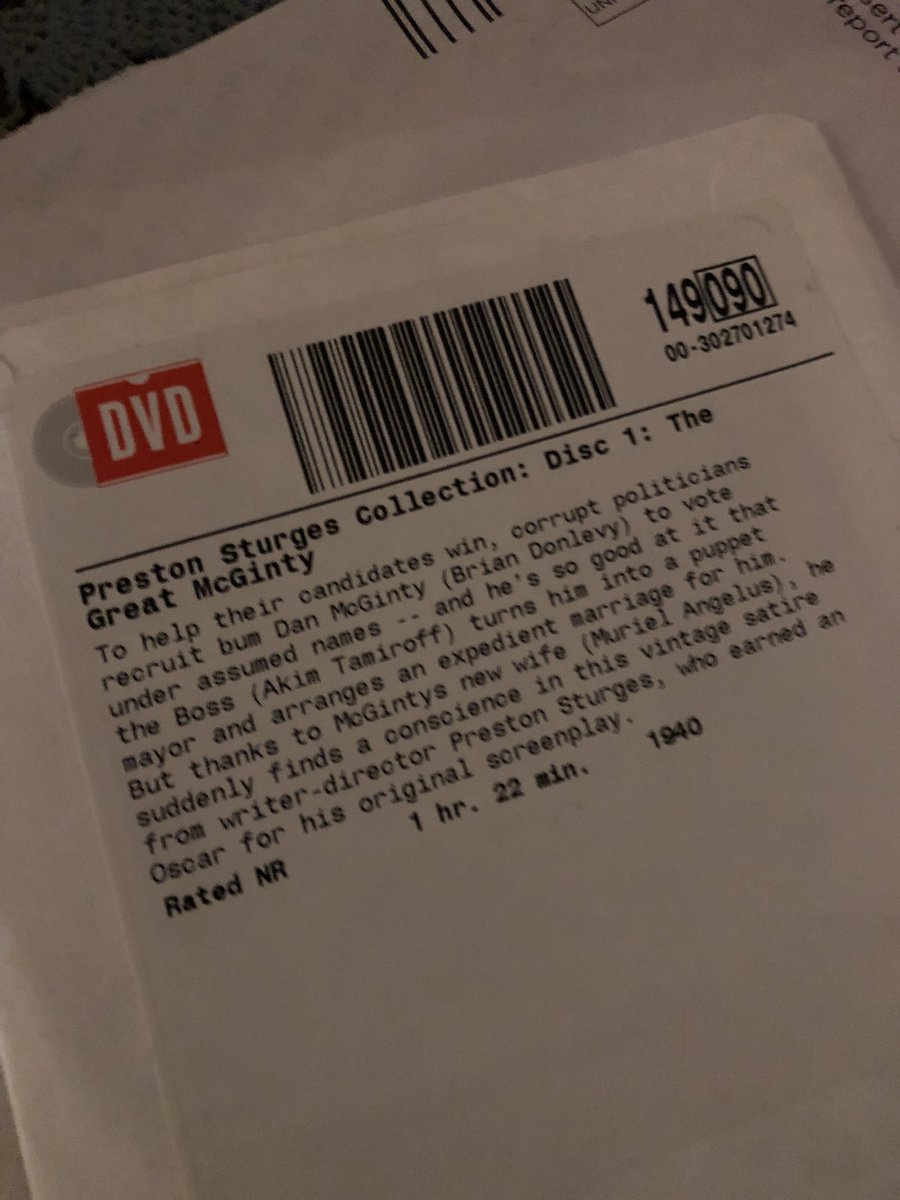 UN
sert
report
149090
00-302701274
DVD
Preston Sturges Collection: Disc 1: The
Great McGinty
To help their candidates win, corrupt politicians
recruit bum Dan McGinty (Brian Donlevy) to vote
under assumed names -- and he's so good at it that
the Boss (Akim Tamiroff) turns him into a puppet
mayor and arranges an expedient marriage for him.
But thanks to McGintys new wife (Muriel Angelus), he
suddenly finds a conscience in this vintage satire
from writer-director Preston Sturges, who earned an
Oscar for his original screenplay.
Rated NR 1 hr. 22 min. 1940